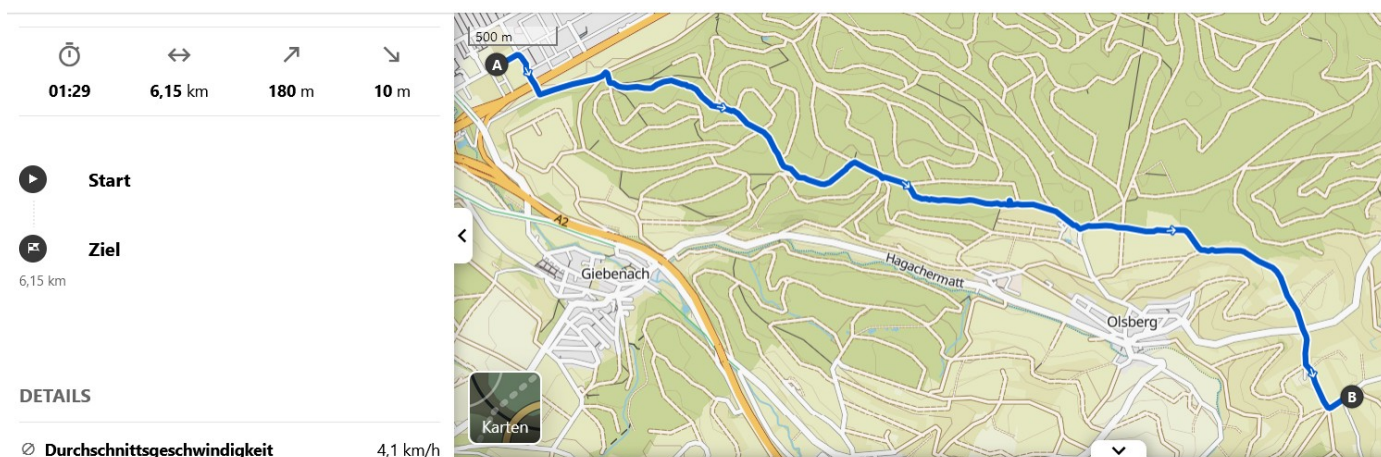 01:29
6,15 km
180 m
10 m
Start
Ziel
6,15 km
DETAILS
Durchschnittsgeschwindigkeit
4,1 km/h
500 m
A
A2
Giebenach
Hagachermatt
Olsberg
B
Karten